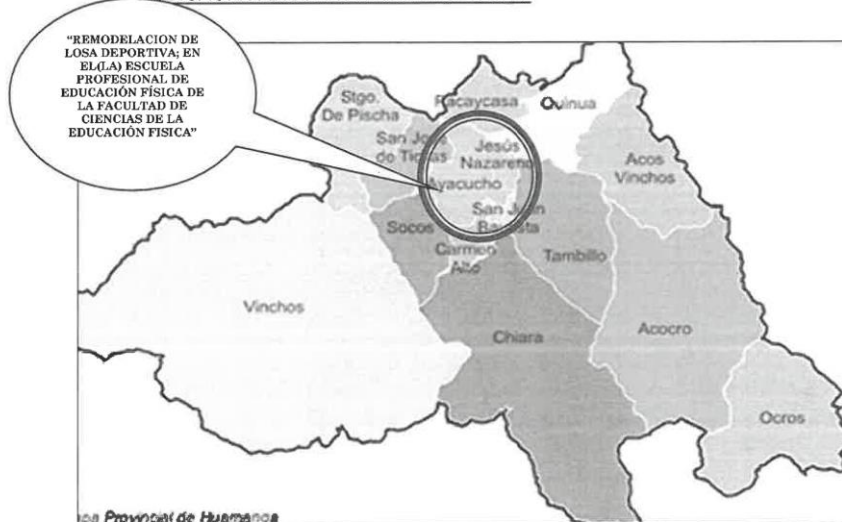 "REMODELACION DE
LOSA DEPORTIVA; EN
EL(LA) ESCUELA
PROFESIONAL DE
EDUCACIÓN FÍSICA DE
LA FACULTAD DE
CIENCIAS DE LA
EDUCACIÓN FISICA"
Stgo.
De Pischa
Pacaycasa
Quinua
San José
de Ticllas
Jesús
Nazareno
Acos
Vinchos
Ayacucho
San Juan
Bautista
Socos
Carmen
Alto
Tambillo
Vinchos
Chiara
Acocro
Ocros
Provincial de Huamanga